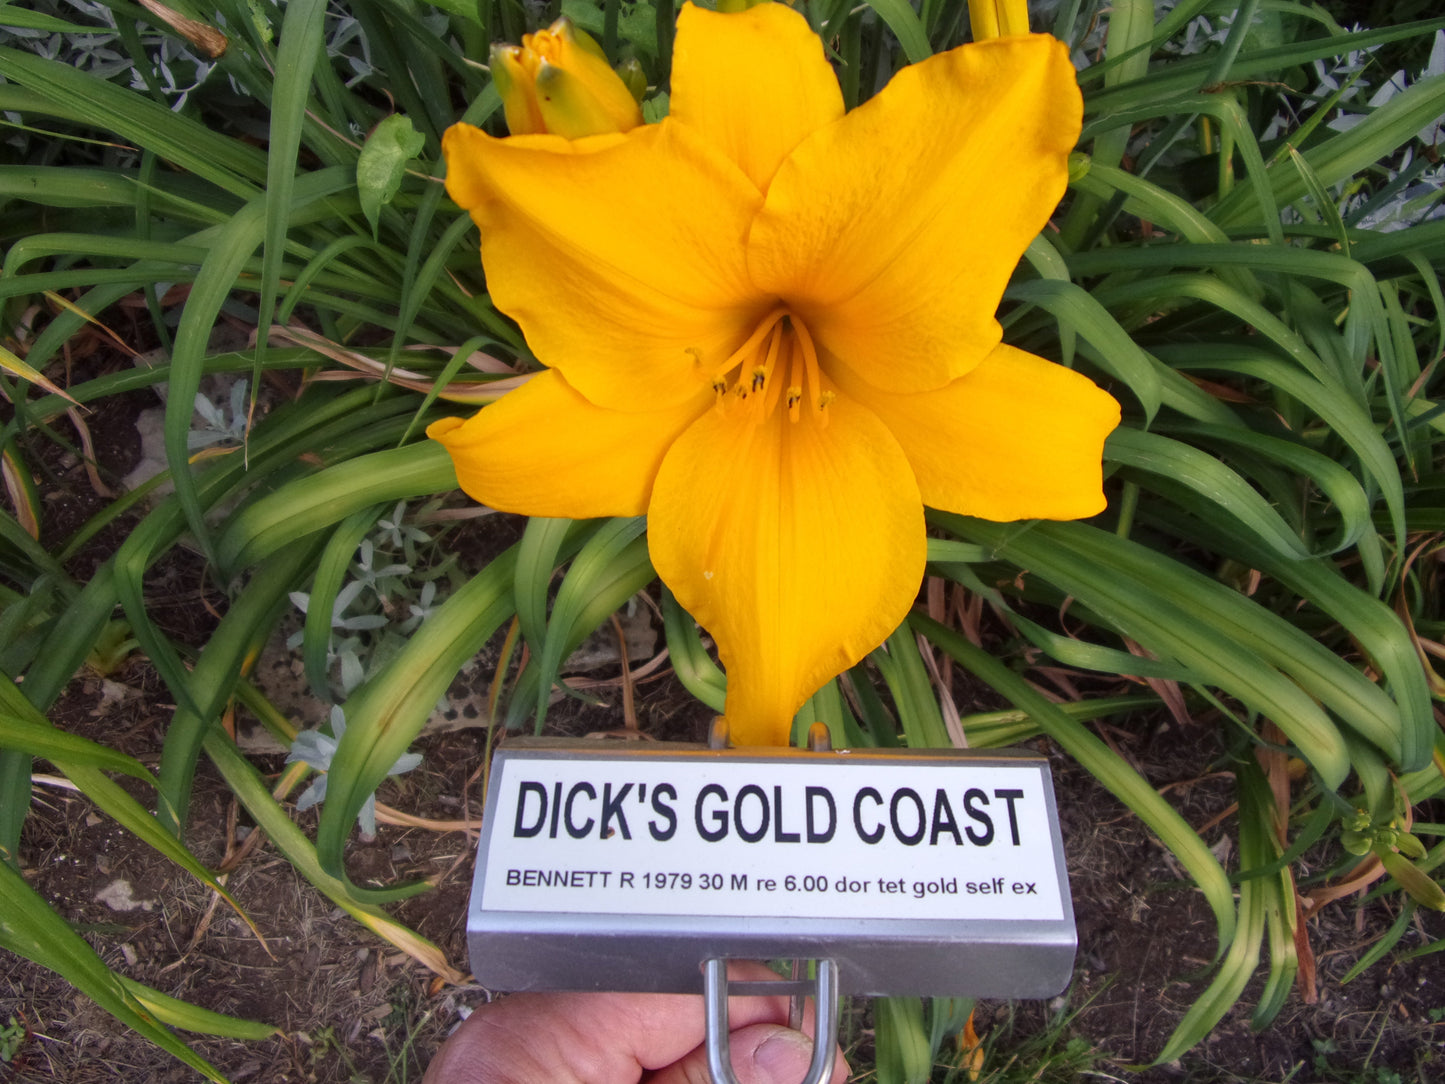 DICK'S GOLD COAST
BENNETT R 1979 30 M re 6.00 dor tet gold self ex